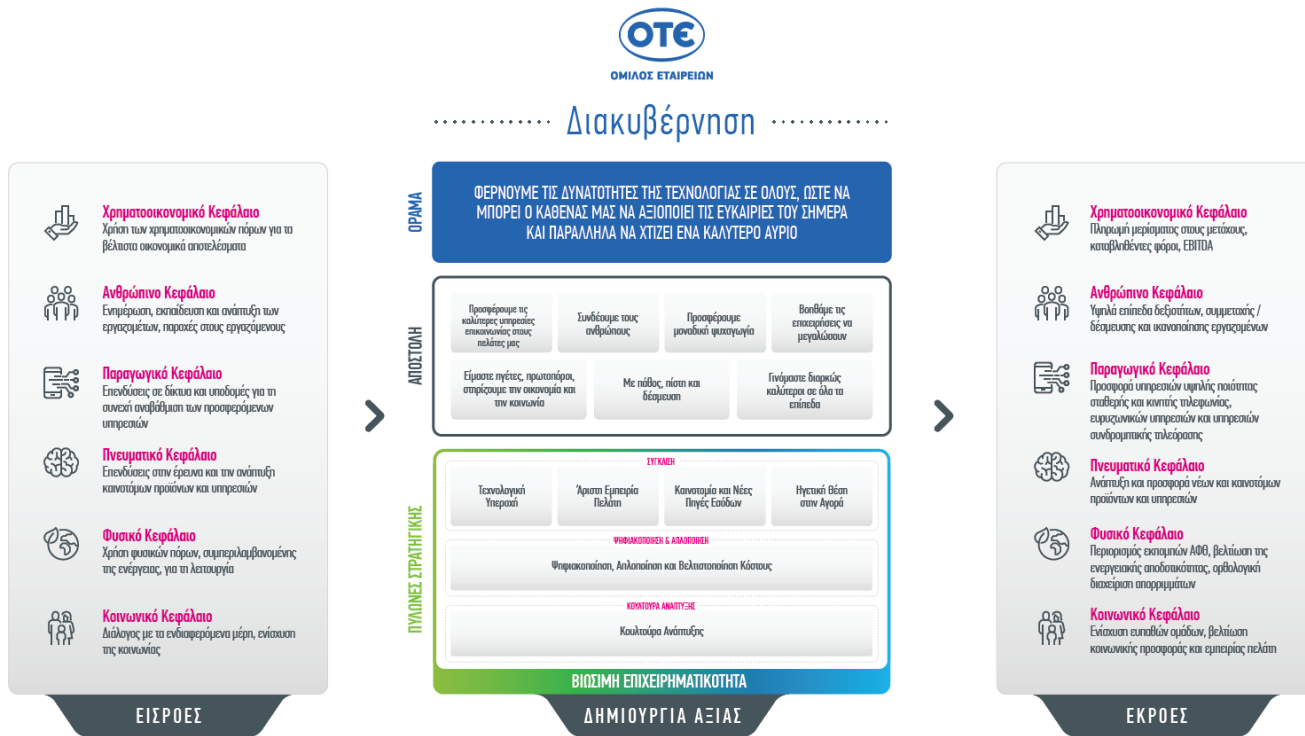 ΟΤΕ
ΟΜΙΛΟΣ ΕΤΑΙΡΕΙΩΝ
Διακυβέρνηση
Χρηματοοικονομικό Κεφάλαιο
Χρήση των χρηματοοικονομικών πόρων για τα
βέλτιστα οικονομικά αποτελέσματα
Ανθρώπινο Κεφάλαιο
Ενημέρωση, εκπαίδευση και ανάπτυξη των
εργαζομένων, παροχές στους εργαζόμενους
Παραγωγικό Κεφάλαιο
Επενδύσεις σε δίκτυα και υποδομές για τη
συνεχή αναβάθμιση των προσφερόμενων
υπηρεσιών
Πνευματικό Κεφάλαιο
Επενδύσεις στην έρευνα και την ανάπτυξη
καινοτόμων προϊόνων και υπηρεσιών
Φυσικό Κεφάλαιο
Χρήση φυσικών πόρων, συμπεριλαμβανομένης
της ενέργειας, για τη λειτουργία
Κοινωνικό Κεφάλαιο
Διάλογος με τα ενδιαφερόμενα μέρη, ενίσχυση
της κοινωνίας
ΕΙΣΡΟΕΣ
ΟΡΑΜΑ
ΦΕΡΝΟΥΜΕ ΤΙΣ ΔΥΝΑΤΟΤΗΤΕΣ ΤΗΣ ΤΕΧΝΟΛΟΓΙΑΣ ΣΕ ΟΛΟΥΣ, ΩΣΤΕ ΝΑ
ΜΠΟΡΕΙ Ο ΚΑΘΕΝΑΣ ΜΑΣ ΝΑ ΑΞΙΟΠΟΙΕΙ ΤΙΣ ΕΥΚΑΙΡΙΕΣ ΤΟΥ ΣΗΜΕΡΑ
ΚΑΙ ΠΑΡΑΛΛΗΛΑ ΝΑ ΧΤΙΖΕΙ ΕΝΑ ΚΑΛΥΤΕΡΟ ΑΥΡΙΟ
ΑΠΟΣΤΟΛΗ
Προσφέρουμε τις
καλύτερες υπηρεσίες
επικοινωνίας στους
πελάτες μας
Συνδέουμε τους
ανθρώπους
Προσφέρουμε
μοναδική ψυχαγωγία
Βοηθάμε τις
επιχειρήσεις να
μεγαλώσουν
Είμαστε ηγέτες, πρωτοπόροι,
στηρίζουμε την οικονομία και
την κοινωνία
Με πάθος, πίστη και
δέσμευση
Γινόμαστε διαρκώς
καλύτεροι σε όλα τα
επίπεδα
ΠΥΛΩΝΕΣ ΣΤΡΑΤΗΓΙΚΗΣ
ΣΥΓΚΛΙΣΗ
Τεχνολογική
Υπεροχή
Άριστη Εμπειρία
Πελάτη
Καινοτομία και Νέες
Πηγές Εσόδων
Ηγετική Θέση
στην Αγορά
ΨΗΦΙΑΚΟΠΟΙΗΣΗ & ΑΠΛΟΠΟΙΗΣΗ
Ψηφιακοποίηση, Απλοποίηση και Βελτιστοποίηση Κόστους
ΚΟΥΛΤΟΥΡΑ ΑΝΑΠΤΥΞΗΣ
Κουλτούρα Ανάπτυξης
ΒΙΩΣΙΜΗ ΕΠΙΧΕΙΡΗΜΑΤΙΚΟΤΗΤΑ
ΔΗΜΙΟΥΡΓΙΑ ΑΞΙΑΣ
Χρηματοοικονομικό Κεφάλαιο
Πληρωμή μερίσματος στους μετόχους,
καταβληθέντες φόροι, EBITDA
Ανθρώπινο Κεφάλαιο
Υψηλά επίπεδα δεξιοτήτων, συμμετοχής /
δέσμευσης και ικανοποίησης εργαζομένων
Παραγωγικό Κεφάλαιο
Προσφορά υπηρεσιών υψηλής ποιότητας
σταθερής και κινητής τηλεφωνίας,
ευρυζωνικών υπηρεσιών και υπηρεσιών
συνδρομητικής τηλεόρασης
Πνευματικό Κεφάλαιο
Ανάπτυξη και προσφορά νέων και καινοτόμων
προϊόντων και υπηρεσιών
Φυσικό Κεφάλαιο
Περιορισμός εκπομπών ΑΦΘ, βελτίωση της
ενεργειακής αποδοτικότητας, ορθολογική
διαχείριση απορριμμάτων
Κοινωνικό Κεφάλαιο
Ενίσχυση ευπαθών ομάδων, βελτίωση
κοινωνικής προσφοράς και εμπειρίας πελάτη
ΕΚΡΟΕΣ